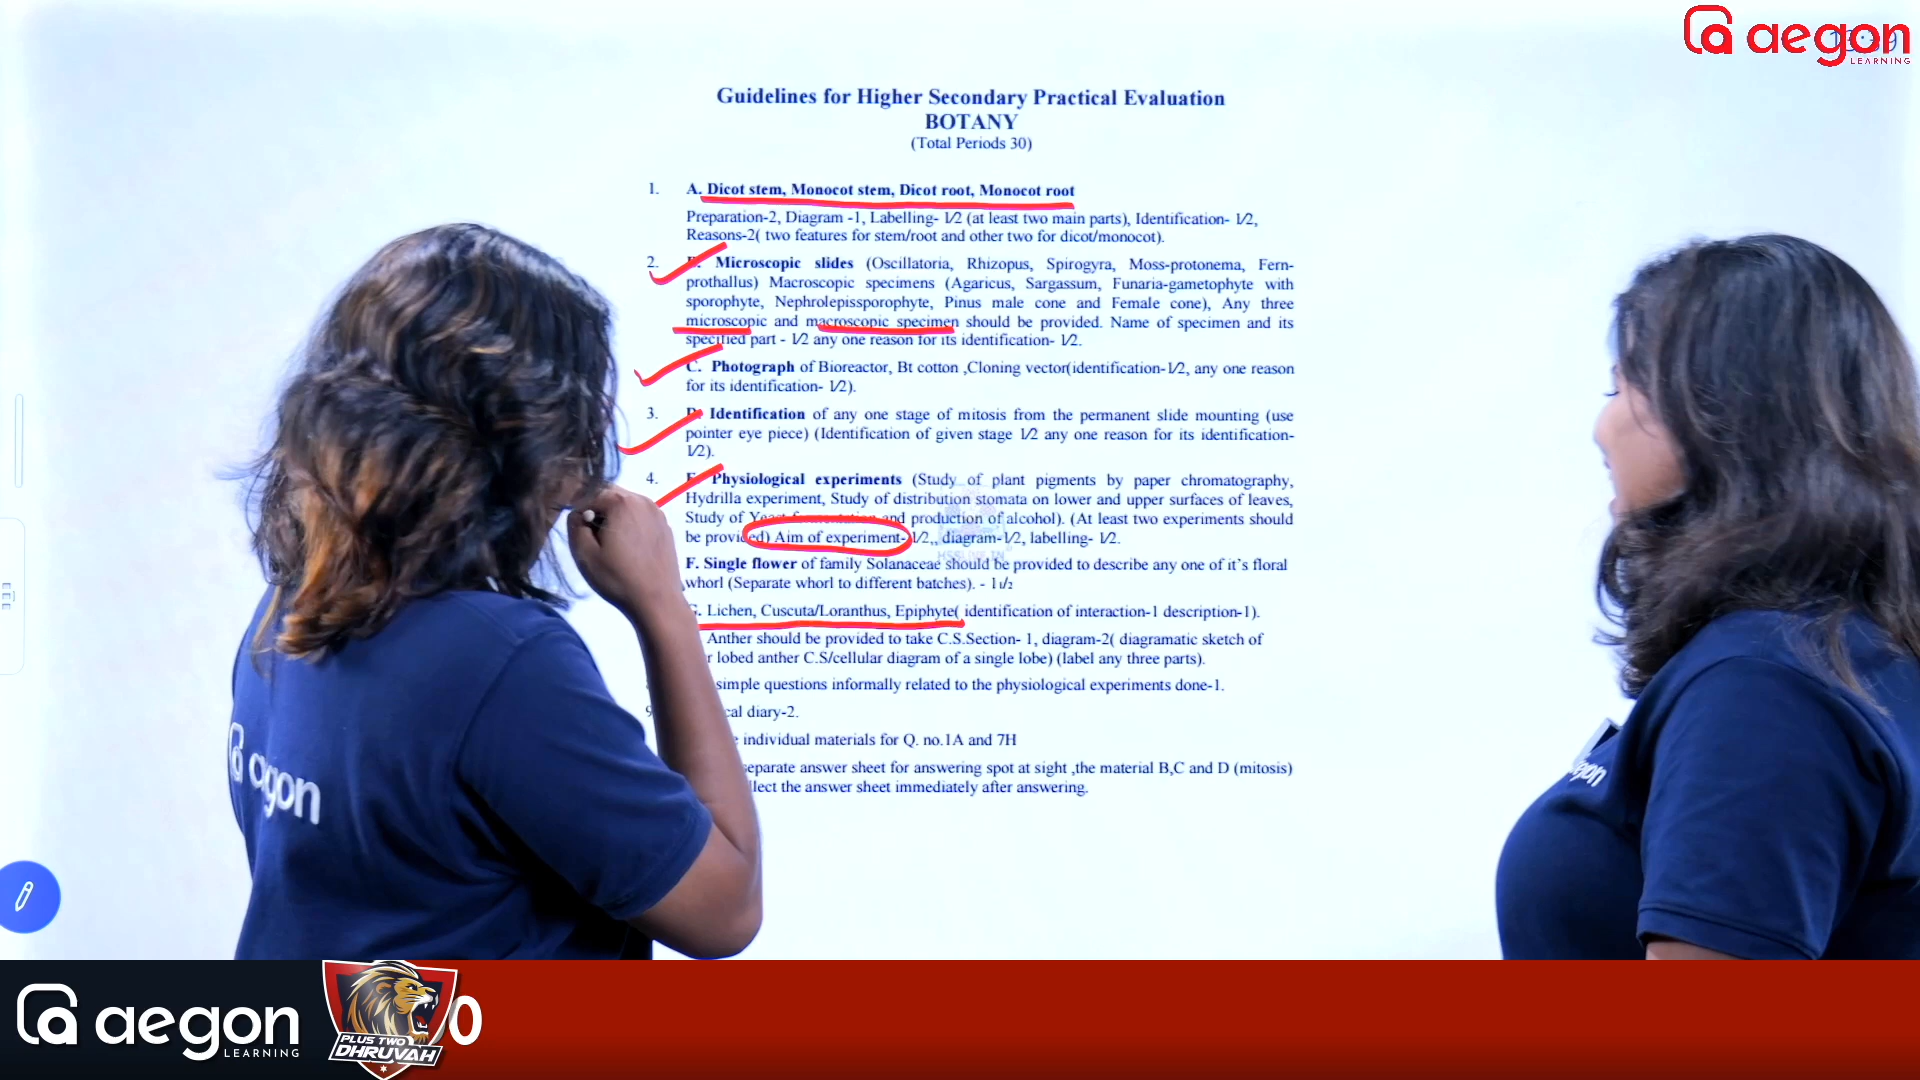 aegon
LEARNING
Guidelines for Higher Secondary Practical Evaluation
BOTANY
(Total Periods 30)
1. A. Dicot stem, Monocot stem, Dicot root, Monocot root
Preparation-2, Diagram -1, Labelling- 1/2 (at least two main parts), Identification- 1/2,
Reasons-2( two features for stem/root and other two for dicot/monocot).
2. Microscopic slides (Oscillatoria, Rhizopus, Spirogyra, Moss-protonema, Fern-
prothallus) Macroscopic specimens (Agaricus, Sargassum, Funaria-gametophyte with
sporophyte, Nephrolepissporophyte, Pinus male cone and Female cone), Any three
microscopic and macroscopic specimen should be provided. Name of specimen and its
specified part - 1/2 any one reason for its identification- 1/2.
C. Photograph of Bioreactor, Bt cotton ,Cloning vector(identification-1/2, any one reason
for its identification- 1/2).
3. D. Identification of any one stage of mitosis from the permanent slide mounting (use
pointer eye piece) (Identification of given stage 1/2 any one reason for its identification-
1/2).
4. Physiological experiments (Study of plant pigments by paper chromatography,
Hydrilla experiment, Study of distribution stomata on lower and upper surfaces of leaves,
Study of Yeast fermentation and production of alcohol). (At least two experiments should
be provided) Aim of experiment- 1/2,, diagram-1/2, labelling- 1/2.
F. Single flower of family Solanaceae should be provided to describe any one of it's floral
whorl (Separate whorl to different batches). - 1 1/2
G. Lichen, Cuscuta/Loranthus, Epiphyte( identification of interaction-1 description-1).
Anther should be provided to take C.S.Section- 1, diagram-2( diagramatic sketch of
lobed anther C.S/cellular diagram of a single lobe) (label any three parts).
simple questions informally related to the physiological experiments done-1.
9 cal diary-2.
individual materials for Q. no.1A and 7H
separate answer sheet for answering spot at sight ,the material B,C and D (mitosis)
llect the answer sheet immediately after answering.
HSSLIVE.IN
aegon
egon
aegon
LEARNING
PLUS TWO
DHRUVAH
0